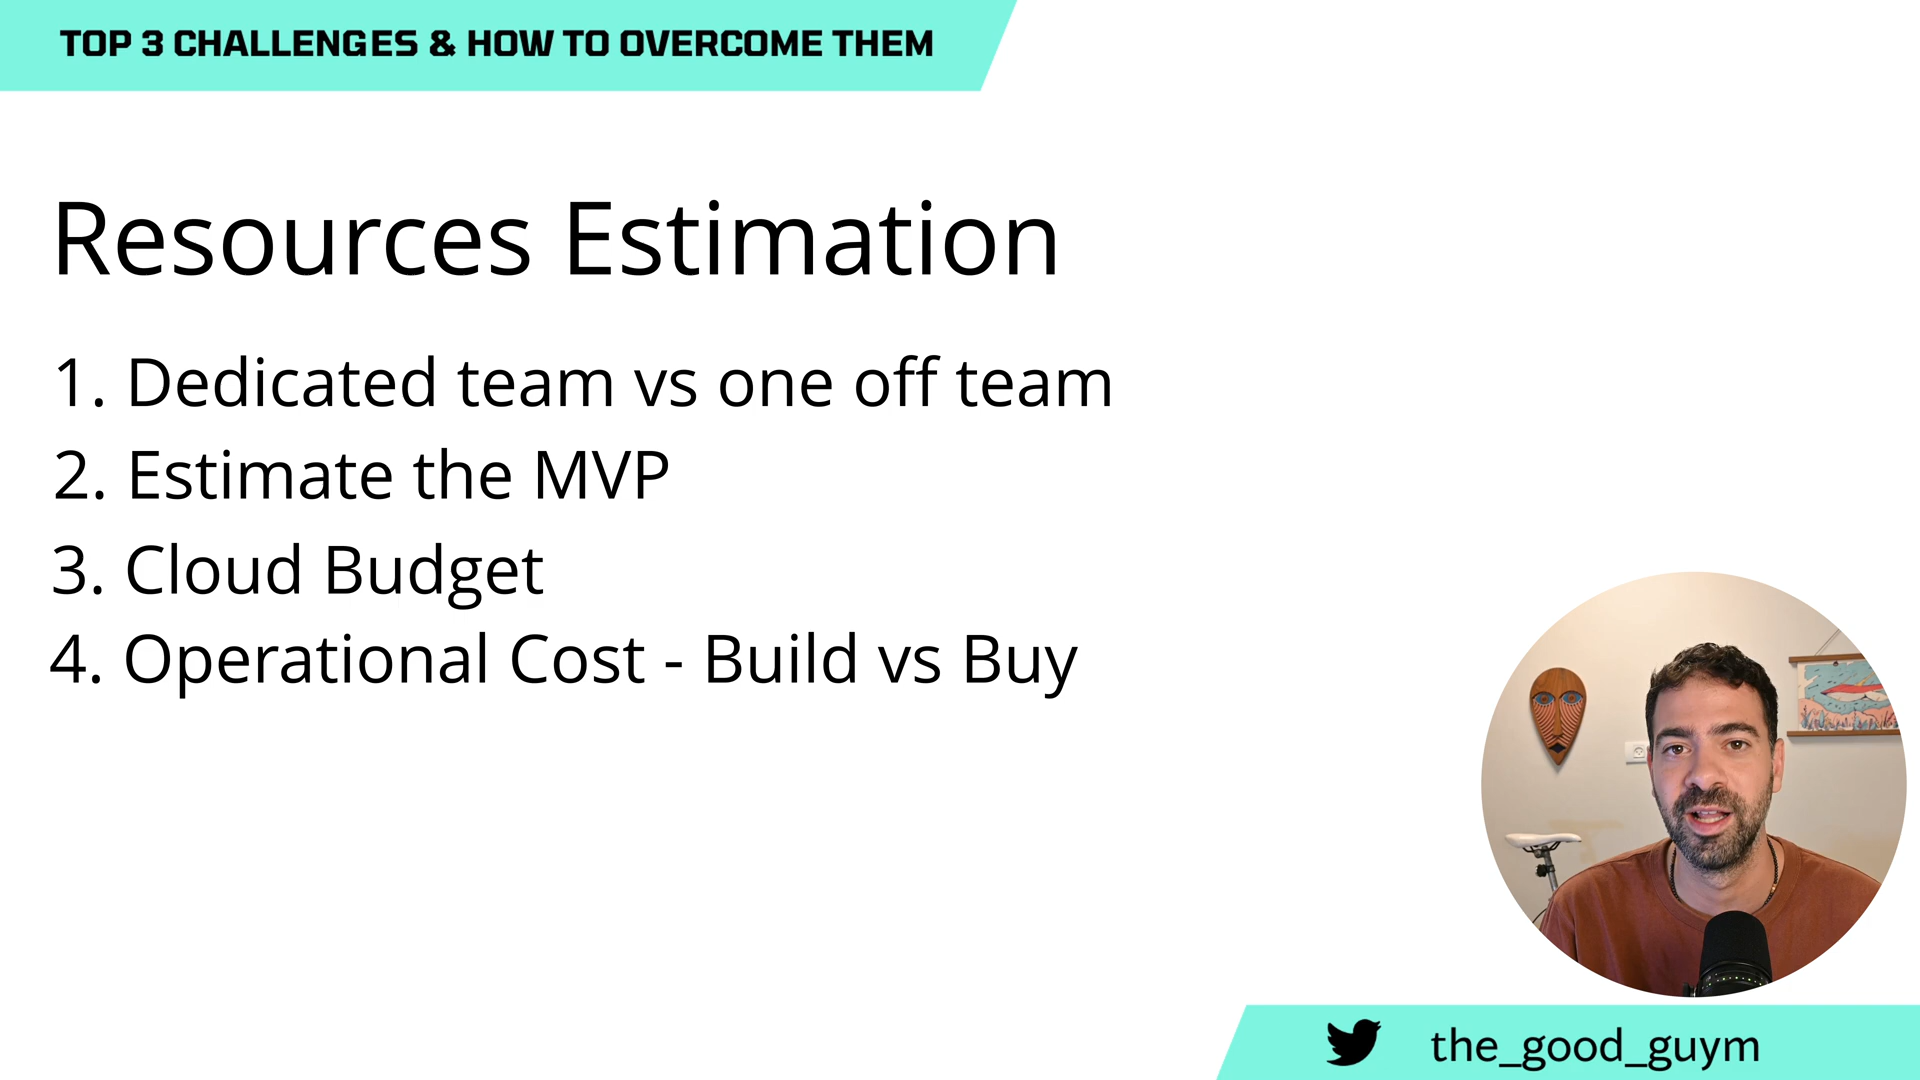 TOP 3 CHALLENGES & HOW TO OVERCOME THEM
Resources Estimation
1. Dedicated team vs one off team
2. Estimate the MVP
3. Cloud Budget
4. Operational Cost - Build vs Buy
the_good_guym